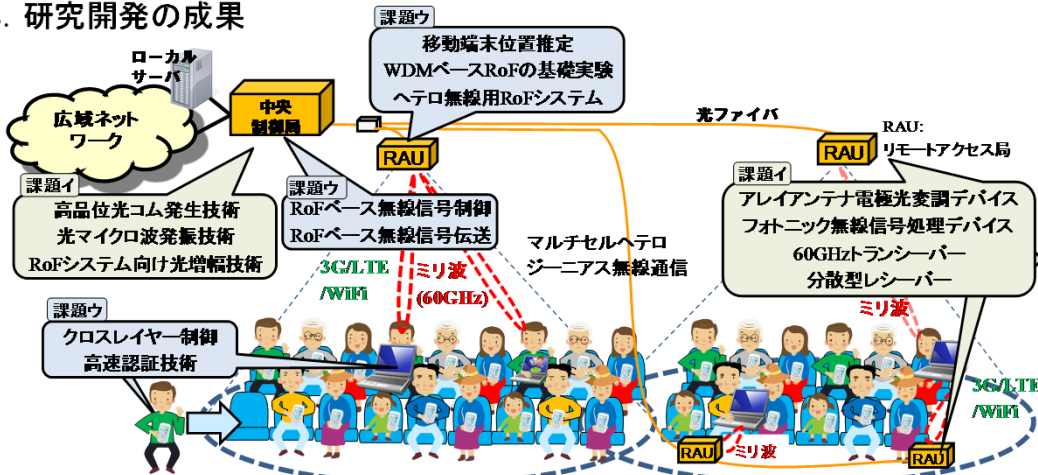 研究開発の成果
課題ウ
移動端末位置推定
WDMベースRoFの基礎実験
ヘテロ無線用RoFシステム
ローカル
サーバ
広域ネット
ワーク
中央
制御局
光ファイバ
RAU
RAU
RAU:
リモートアクセス局
課題イ
高品位光コム発生技術
光マイクロ波発振技術
RoFシステム向け光増幅技術
課題ウ
RoFベース無線信号制御
RoFベース無線信号伝送
課題イ
アレイアンテナ電極光変調デバイス
フォトニック無線信号処理デバイス
60GHzトランシーバー
分散型レシーバー
マルチセルヘテロ
ジーニアス無線通信
3G/LTE
/WiFi
ミリ波
(60GHz)
ミリ波
課題ウ
クロスレイヤー制御
高速認証技術
3G/LTE
/WiFi
RAU
ミリ波
RAU